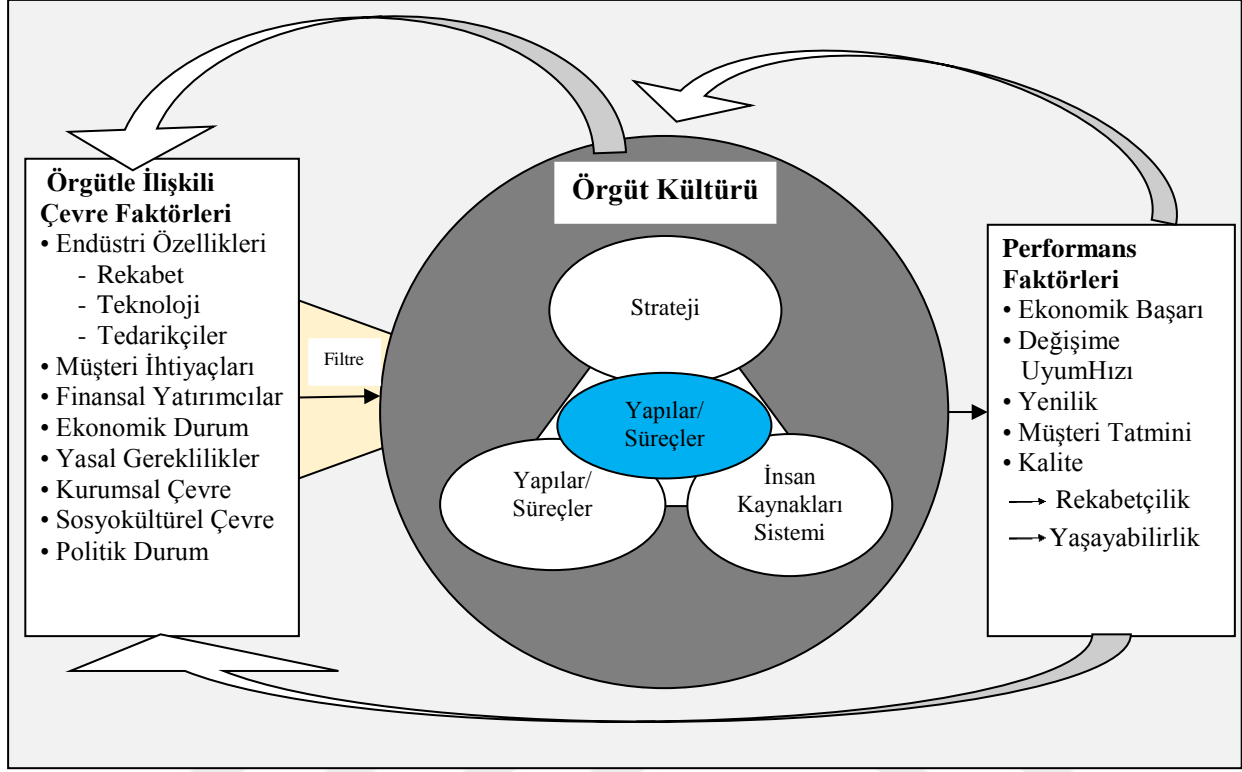 Örgütle İlişkili
Çevre Faktörleri
• Endüstri Özellikleri
- Rekabet
- Teknoloji
- Tedarikçiler
• Müşteri İhtiyaçları
• Finansal Yatırımcılar
• Ekonomik Durum
• Yasal Gereklilikler
• Kurumsal Çevre
• Sosyokültürel Çevre
• Politik Durum
Filtre
Örgüt Kültürü
Strateji
Yapılar/
Süreçler
Yapılar/
Süreçler
İnsan
Kaynakları
Sistemi
Performans
Faktörleri
• Ekonomik Başarı
• Değişime
UyumHızı
• Yenilik
• Müşteri Tatmini
• Kalite
Rekabetçilik
Yaşayabilirlik